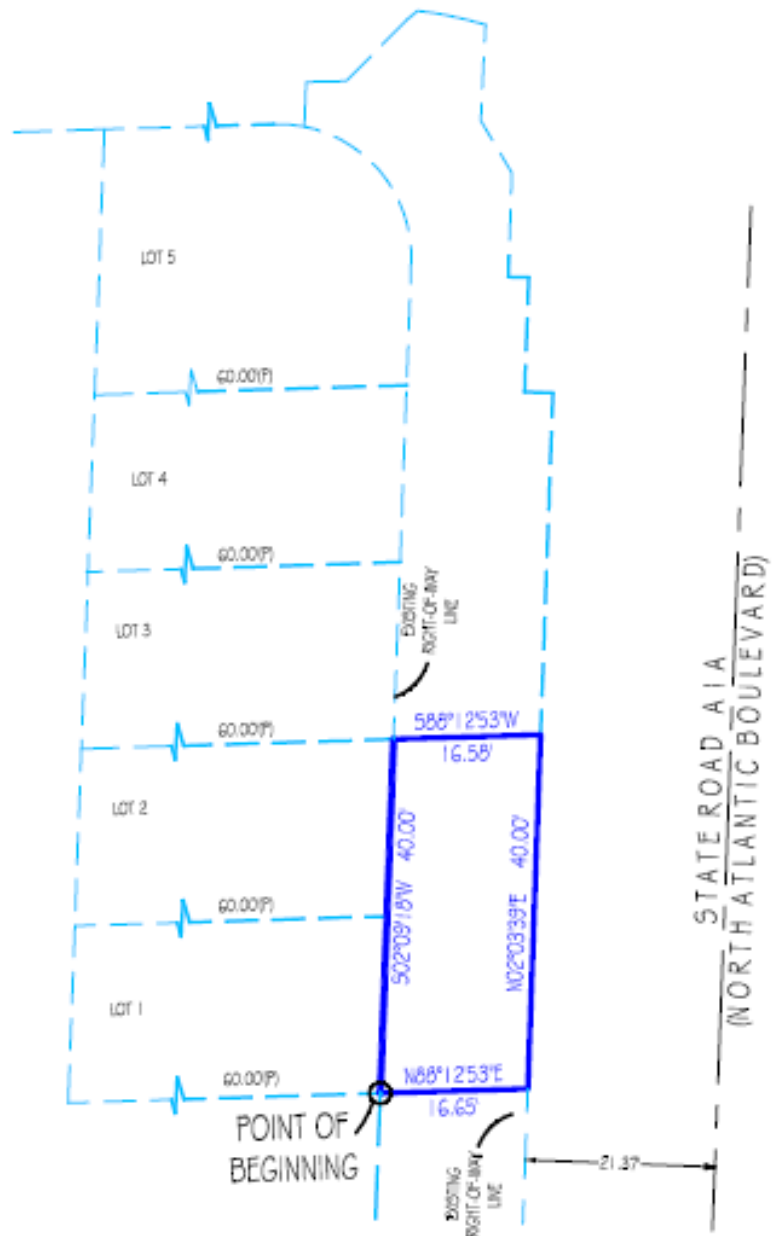 LOT 5
60.00'(P)
LOT 4
60.00'(P)
LOT 3
EXISTING
RIGHT-OF-WAY
LINE
60.00'(P)
S88°12'53"W
16.58'
LOT 2
S02°09'18"W 40.00'
N02°03'39"E 40.00'
STATE ROAD A1A
(NORTH ATLANTIC BOULEVARD)
60.00'(P)
LOT 1
60.00'(P)
N88°12'53"E
16.65'
POINT OF
BEGINNING
EXISTING
RIGHT-OF-WAY
LINE
21.37'